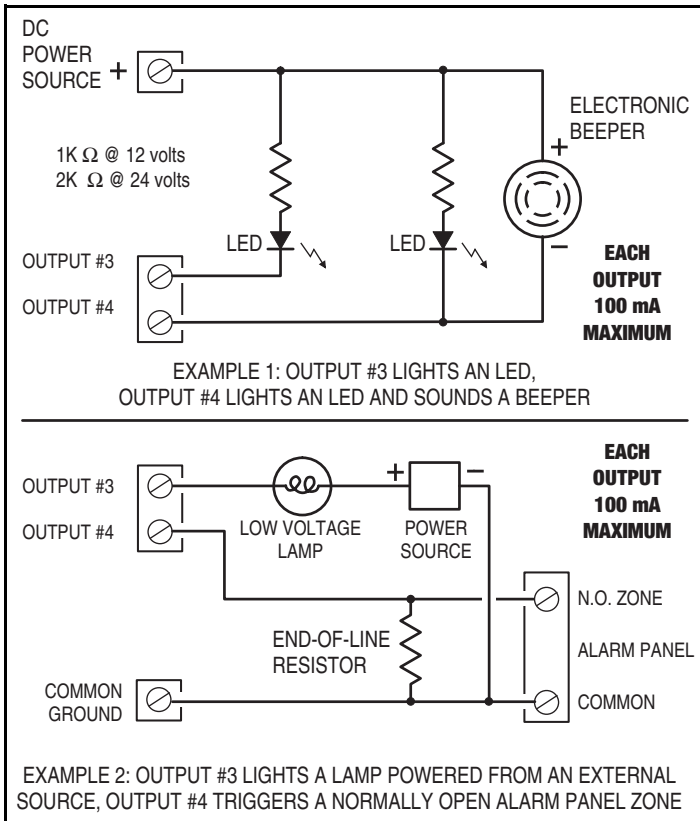 DC
POWER
SOURCE +
ELECTRONIC
BEEPER
+
1K Ω @ 12 volts
2K Ω @ 24 volts
LED
LED
−
OUTPUT #3
OUTPUT #4
EACH
OUTPUT
100 mA
MAXIMUM
EXAMPLE 1: OUTPUT #3 LIGHTS AN LED,
OUTPUT #4 LIGHTS AN LED AND SOUNDS A BEEPER
OUTPUT #3
OUTPUT #4
+ −
LOW VOLTAGE
LAMP
POWER
SOURCE
EACH
OUTPUT
100 mA
MAXIMUM
N.O. ZONE
ALARM PANEL
COMMON
END-OF-LINE
RESISTOR
COMMON
GROUND
EXAMPLE 2: OUTPUT #3 LIGHTS A LAMP POWERED FROM AN EXTERNAL
SOURCE, OUTPUT #4 TRIGGERS A NORMALLY OPEN ALARM PANEL ZONE